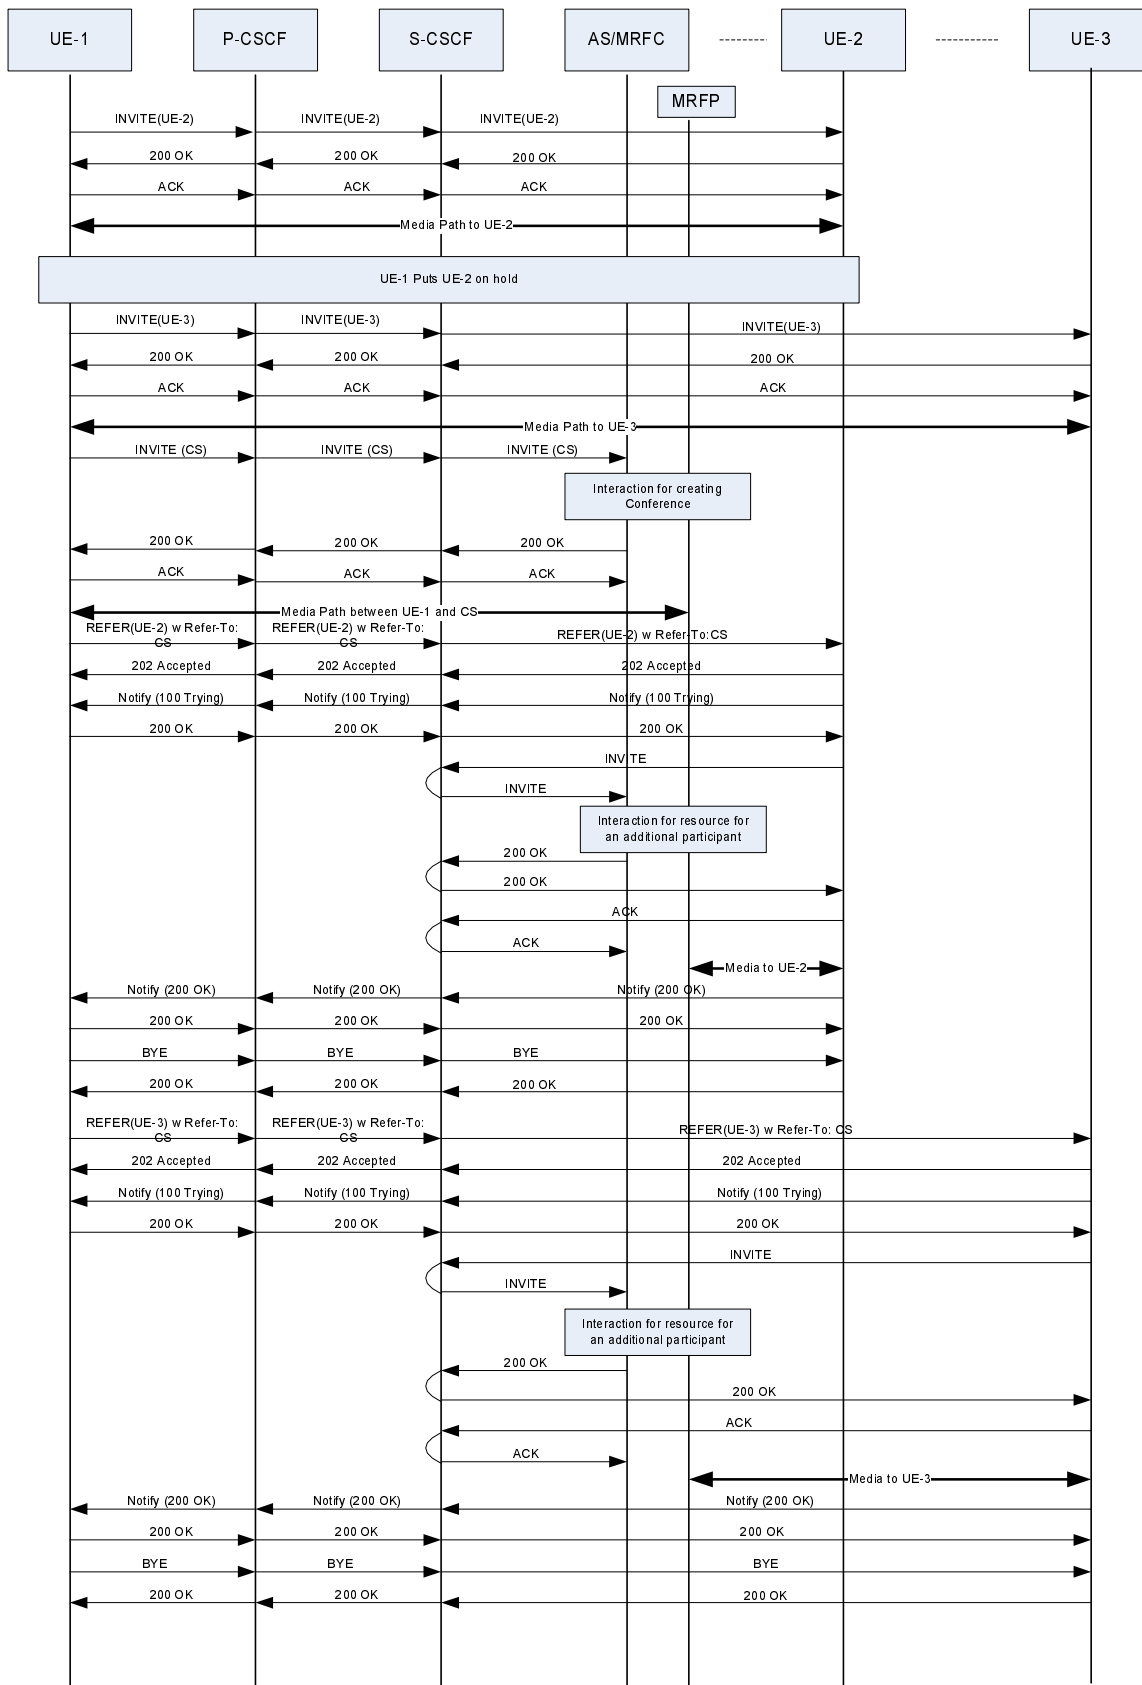 UE-1 P-CSCF S-CSCF AS/MRFC UE-2 UE-3
MRFP
INVITE(UE-2) INVITE(UE-2) INVITE(UE-2)
200 OK 200 OK 200 OK
ACK ACK ACK
Media Path to UE-2
UE-1 Puts UE-2 on hold
INVITE(UE-3) INVITE(UE-3) INVITE(UE-3)
200 OK 200 OK 200 OK
ACK ACK ACK
Media Path to UE-3
INVITE (CS) INVITE (CS) INVITE (CS)
Interaction for creating
Conference
200 OK 200 OK 200 OK
ACK ACK ACK
Media Path between UE-1 and CS
REFER(UE-2) w Refer-To: REFER(UE-2) w Refer-To: REFER(UE-2) w Refer-To:CS
CS CS
202 Accepted 202 Accepted 202 Accepted
Notify (100 Trying) Notify (100 Trying) Notify (100 Trying)
200 OK 200 OK 200 OK
INVITE
INVITE
Interaction for resource for
an additional participant
200 OK
200 OK
ACK
ACK
Media to UE-2
Notify (200 OK) Notify (200 OK) Notify (200 OK)
200 OK 200 OK 200 OK
BYE BYE BYE
200 OK 200 OK 200 OK
REFER(UE-3) w Refer-To: REFER(UE-3) w Refer-To: REFER(UE-3) w Refer-To: CS
CS CS
202 Accepted 202 Accepted 202 Accepted
Notify (100 Trying) Notify (100 Trying) Notify (100 Trying)
200 OK 200 OK 200 OK
INVITE
INVITE
Interaction for resource for
an additional participant
200 OK
200 OK
ACK
ACK
Media to UE-3
Notify (200 OK) Notify (200 OK) Notify (200 OK)
200 OK 200 OK 200 OK
BYE BYE BYE
200 OK 200 OK 200 OK